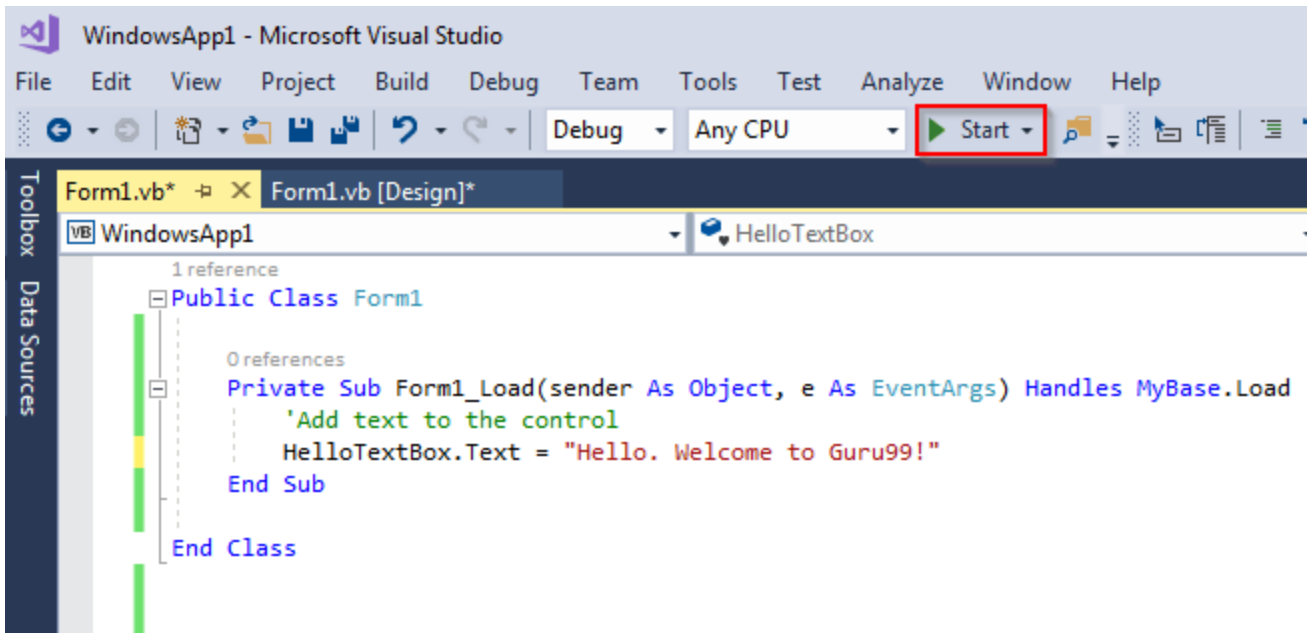 WindowsApp1 - Microsoft Visual Studio
File Edit View Project Build Debug Team Tools Test Analyze Window Help
Debug Any CPU Start
Toolbox
Data Sources
Form1.vb* Form1.vb [Design]*
VB WindowsApp1 HelloTextBox
1 reference
Public Class Form1
0 references
Private Sub Form1_Load(sender As Object, e As EventArgs) Handles MyBase.Load
'Add text to the control
HelloTextBox.Text = "Hello. Welcome to Guru99!"
End Sub
End Class